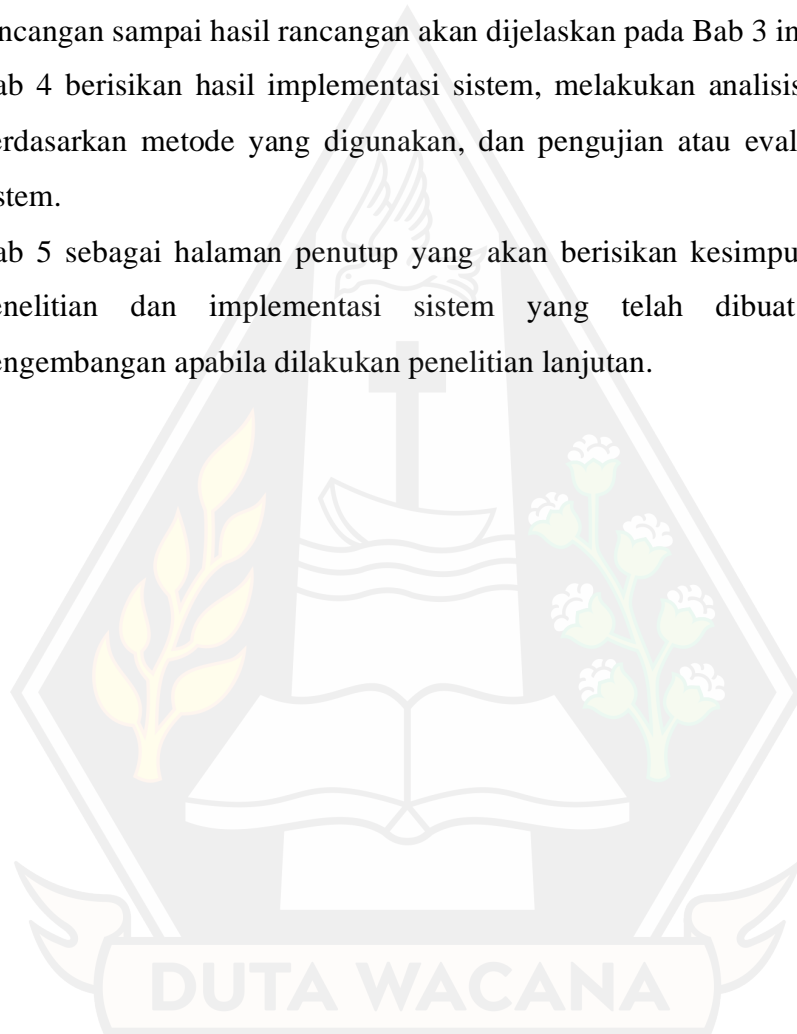 ncangan sampai hasil rancangan akan dijelaskan pada Bab 3 in
ab 4 berisikan hasil implementasi sistem, melakukan analisis
erdasarkan metode yang digunakan, dan pengujian atau eval
stem.
ab 5 sebagai halaman penutup yang akan berisikan kesimpu
enelitian dan implementasi sistem yang telah dibuat
engembangan apabila dilakukan penelitian lanjutan.
DUTA WACANA